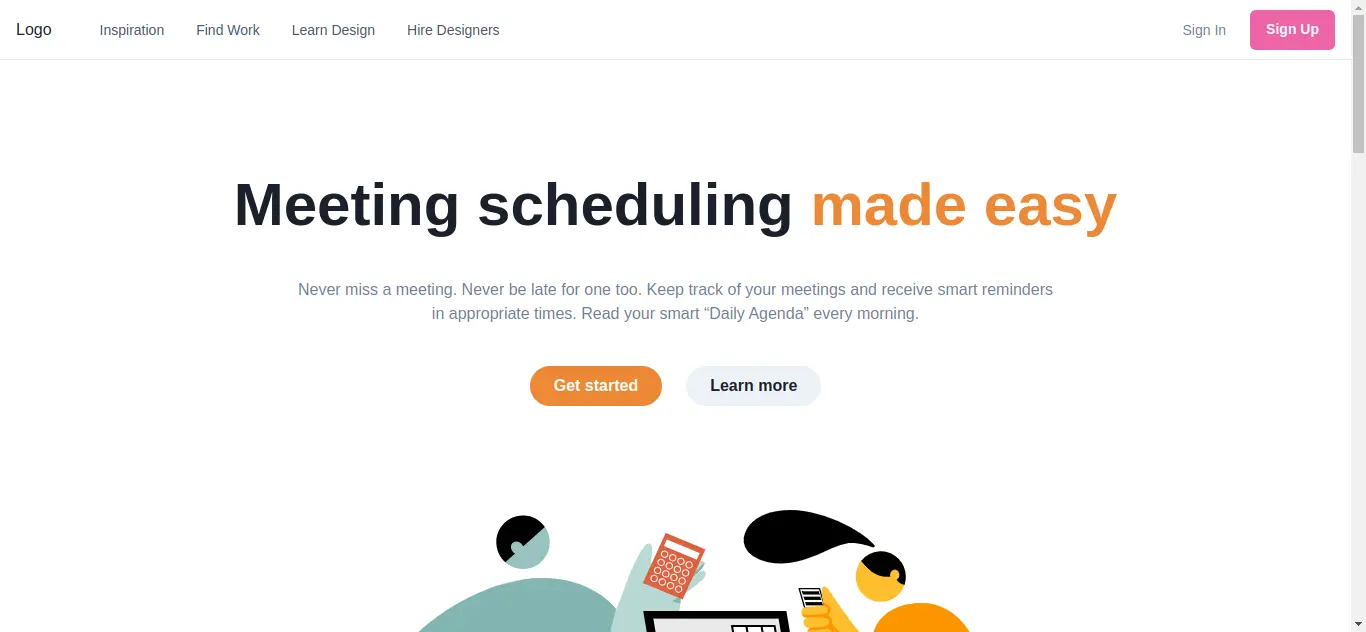 Logo
Inspiration
Find Work
Learn Design
Hire Designers
Sign In
Sign Up
Meeting scheduling made easy
Never miss a meeting. Never be late for one too. Keep track of your meetings and receive smart reminders
in appropriate times. Read your smart “Daily Agenda” every morning.
Get started
Learn more